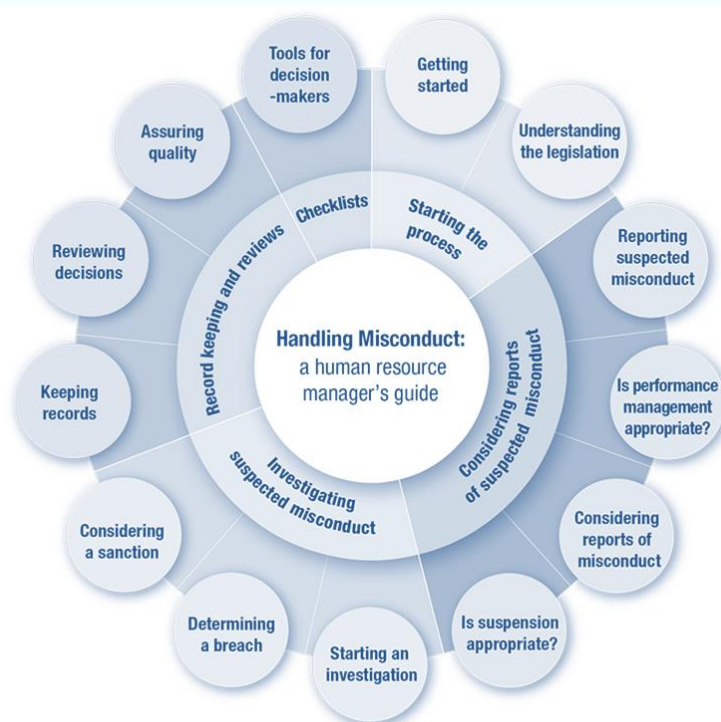 Handling Misconduct:
a human resource
manager's guide
Starting the
process
Considering reports
of suspected misconduct
Investigating
suspected misconduct
Record keeping and reviews
Checklists
Getting
started
Understanding
the legislation
Reporting
suspected
misconduct
Is performance
management
appropriate?
Considering
reports of
misconduct
Is suspension
appropriate?
Starting an
investigation
Determining
a breach
Considering
a sanction
Keeping
records
Reviewing
decisions
Assuring
quality
Tools for
decision
-makers